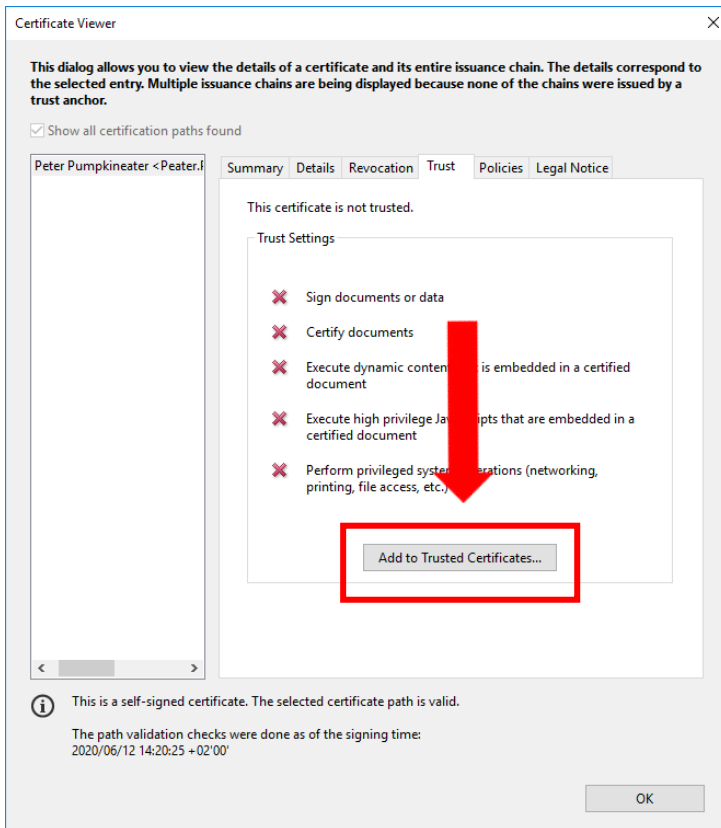 Certificate Viewer
This dialog allows you to view the details of a certificate and its entire issuance chain. The details correspond to
the selected entry. Multiple issuance chains are being displayed because none of the chains were issued by a
trust anchor.
Show all certification paths found
Peter Pumpkineater <Peater.
Summary Details Revocation Trust Policies Legal Notice
This certificate is not trusted.
Trust Settings
Sign documents or data
Certify documents
Execute dynamic content is embedded in a certified
document
Execute high privilege that are embedded in a
certified document
Perform privileged (networking,
printing, file access, etc.)
Add to Trusted Certificates...
This is a self-signed certificate. The selected certificate path is valid.
The path validation checks were done as of the signing time:
2020/06/12 14:20:25 +02'00'
OK